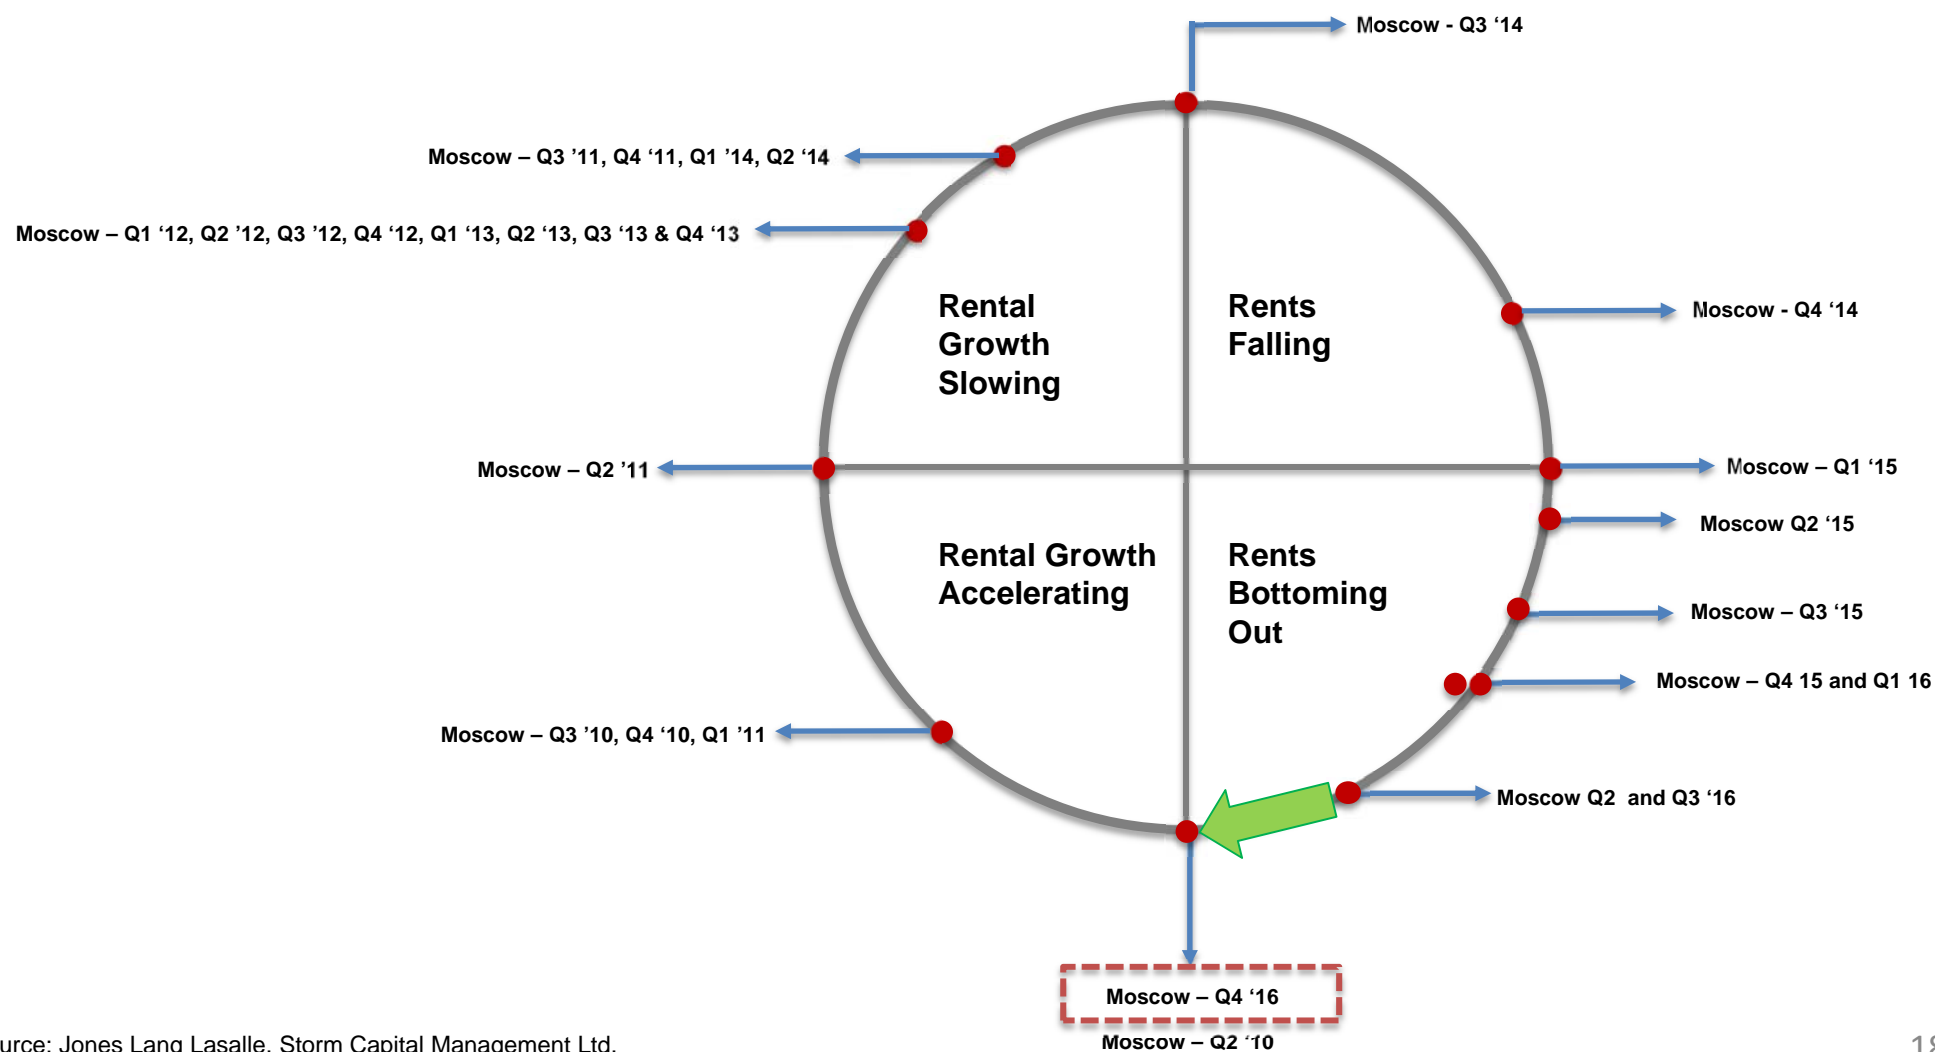 Moscow - Q3 ‘14
Moscow – Q3 ’11, Q4 ‘11, Q1 ’14, Q2 ‘14
Moscow – Q1 ‘12, Q2 ’12, Q3 ’12, Q4 ‘12, Q1 ‘13, Q2 ‘13, Q3 ‘13 & Q4 ‘13
Rental
Growth
Slowing
Rents
Falling
Moscow - Q4 ‘14
Moscow – Q2 ’11
Moscow – Q1 ‘15
Moscow Q2 ‘15
Rental Growth
Accelerating
Rents
Bottoming
Out
Moscow – Q3 ‘15
Moscow – Q4 15 and Q1 16
Moscow – Q3 ’10, Q4 ‘10, Q1 ’11
Moscow Q2 and Q3 ‘16
Moscow – Q4 ‘16
Moscow – Q2 ‘10
urce: Jones Lang Lasalle, Storm Capital Management Ltd.
18